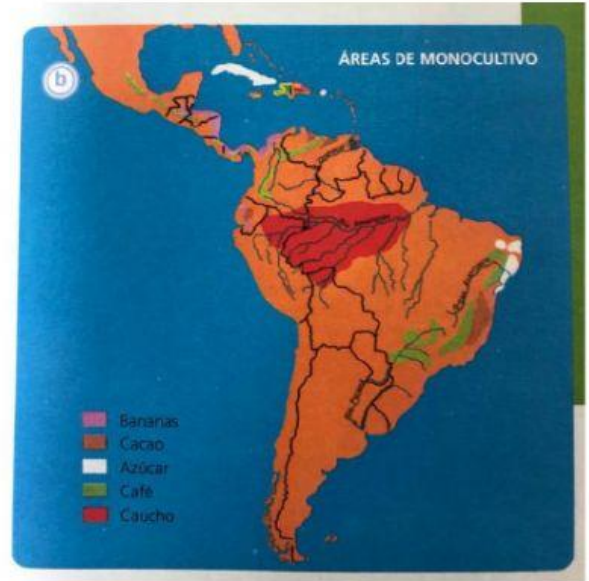 b
ÁREAS DE MONOCULTIVO
Bananas
Cacao
Azúcar
Café
Caucho